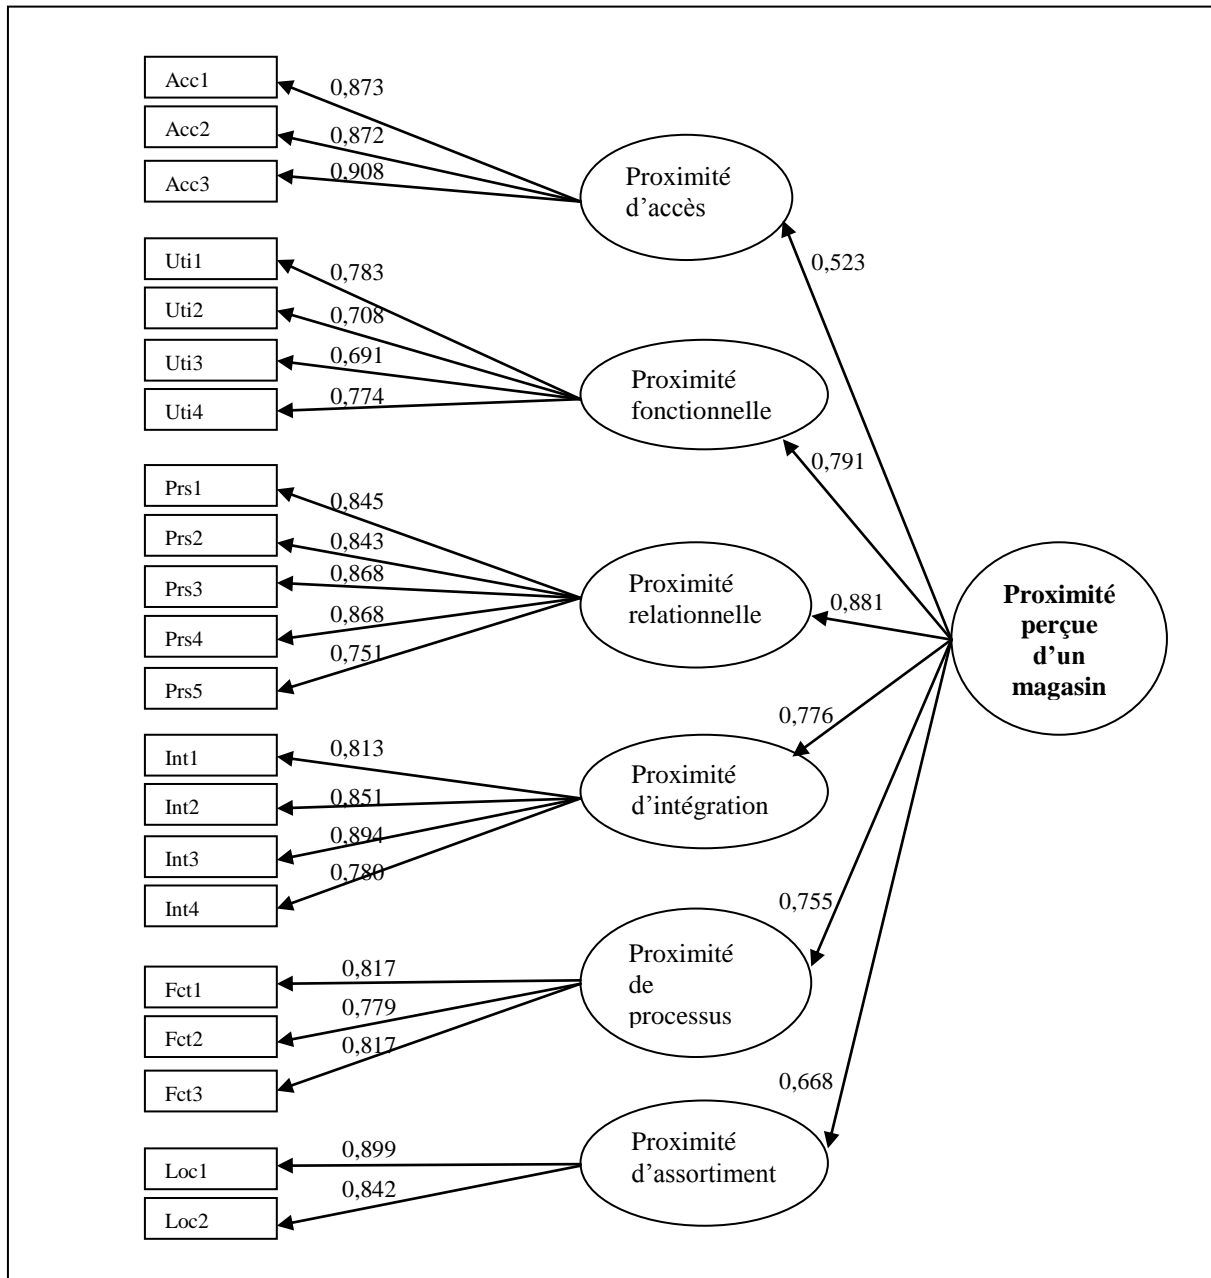 Acc1
0,873
Acc2
0,872
Acc3
0,908
Proximité
d'accès
0,523
Uti1
0,783
Uti2
0,708
Uti3
0,691
Uti4
0,774
Proximité
fonctionnelle
0,791
Prs1
0,845
Prs2
0,843
Prs3
0,868
Prs4
0,868
Prs5
0,751
Proximité
relationnelle
0,881
Proximité
perçue
d'un
magasin
Int1
0,813
Int2
0,851
Int3
0,894
Int4
0,780
Proximité
d'intégration
0,776
Fct1
0,817
Fct2
0,779
Fct3
0,817
Proximité
de
processus
0,755
Loc1
0,899
Loc2
0,842
Proximité
d'assortiment
0,668